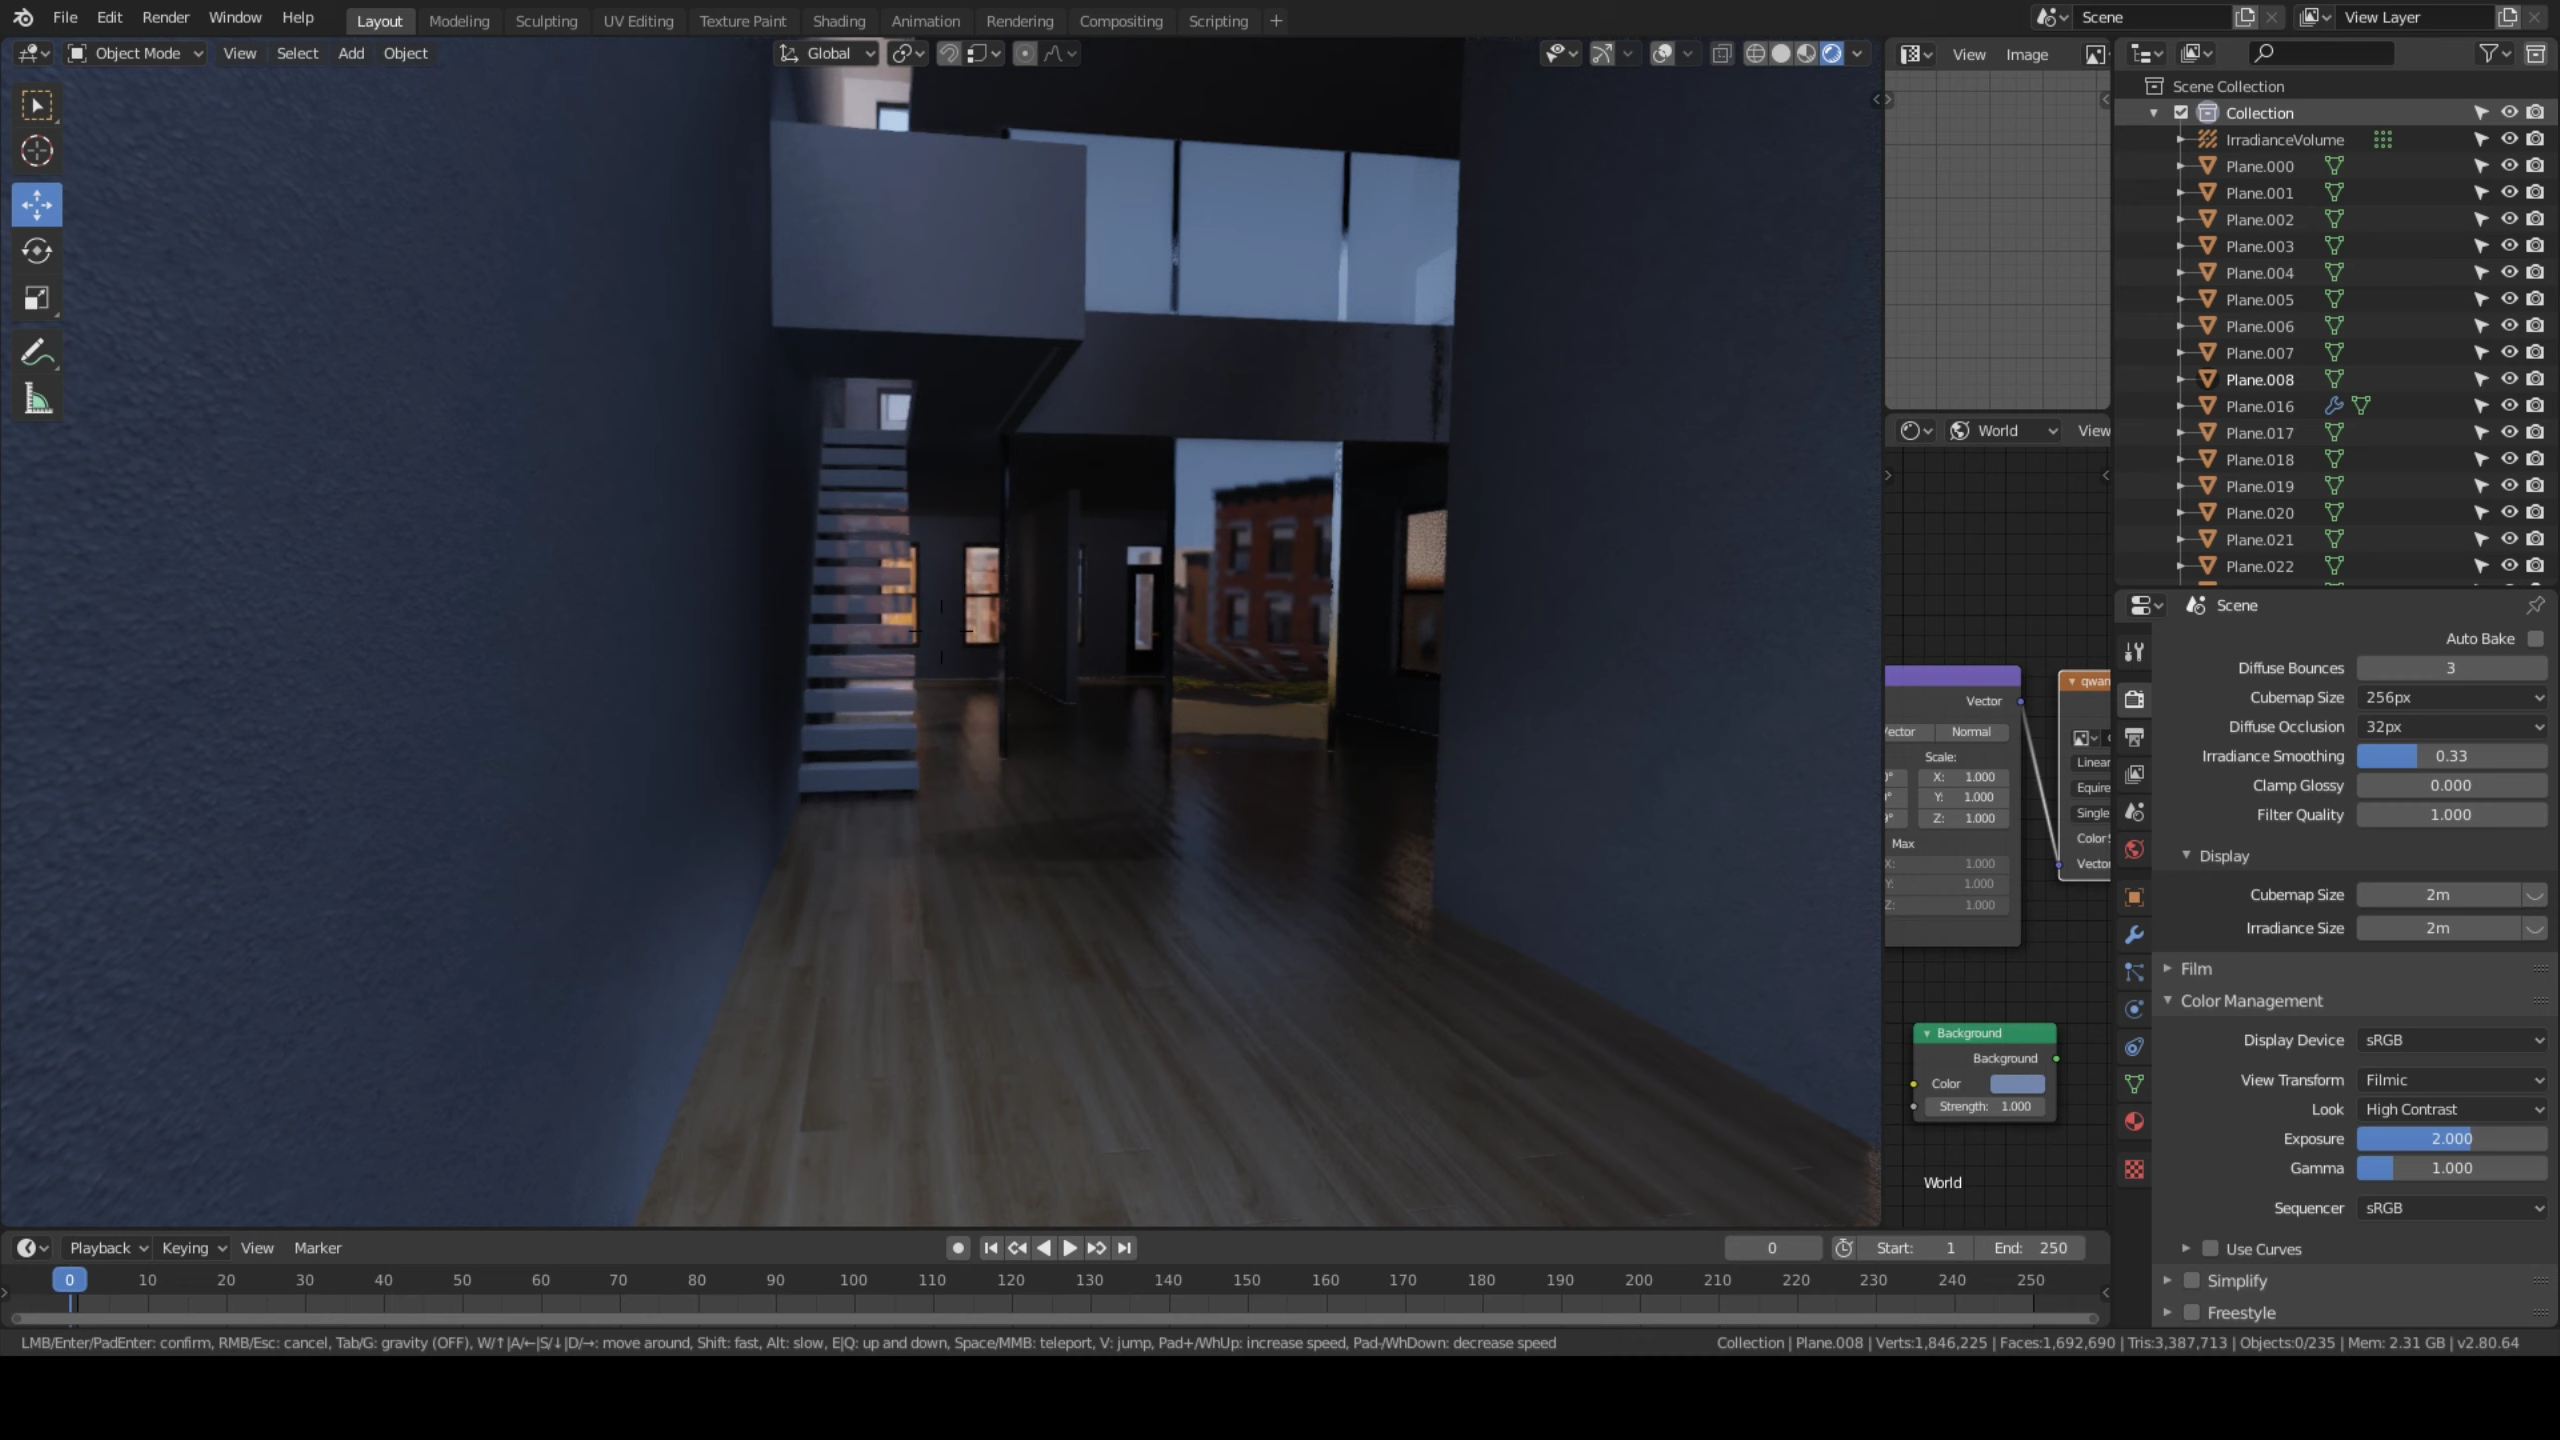 File Edit Render Window Help Layout Modeling Sculpting UV Editing Texture Paint Shading Animation Rendering Compositing Scripting + Scene View Layer
Object Mode View Select Add Object Global View Image
Scene Collection
Collection
IrradianceVolume
Plane.000
Plane.001
Plane.002
Plane.003
Plane.004
Plane.005
Plane.006
Plane.007
Plane.008
Plane.016
Plane.017
Plane.018
Plane.019
Plane.020
Plane.021
Plane.022
World View
Vector
Vector Normal
Scale:
X: 1.000
Y: 1.000
Z: 1.000
Max
X: 1.000
Y: 1.000
Z: 1.000
qwan
Linear
Equire
Single
Color
Vecto
Background
Background
Color
Strength: 1.000
World
Scene
Auto Bake
Diffuse Bounces 3
Cubemap Size 256px
Diffuse Occlusion 32px
Irradiance Smoothing 0.33
Clamp Glossy 0.000
Filter Quality 1.000
Display
Cubemap Size 2m
Irradiance Size 2m
Film
Color Management
Display Device sRGB
View Transform Filmic
Look High Contrast
Exposure 2.000
Gamma 1.000
Sequencer sRGB
Use Curves
Simplify
Freestyle
Playback Keying View Marker 0 Start: 1 End: 250
0 10 20 30 40 50 60 70 80 90 100 110 120 130 140 150 160 170 180 190 200 210 220 230 240 250
LMB/Enter/PadEnter: confirm, RMB/Esc: cancel, Tab/G: gravity (OFF), W/↑|A/←|S/↓|D/→: move around, Shift: fast, Alt: slow, E|Q: up and down, Space/MMB: teleport, V: jump, Pad+/WhUp: increase speed, Pad-/WhDown: decrease speed
Collection | Plane.008 | Verts:1,846,225 | Faces:1,692,690 | Tris:3,387,713 | Objects:0/235 | Mem: 2.31 GB | v2.80.64